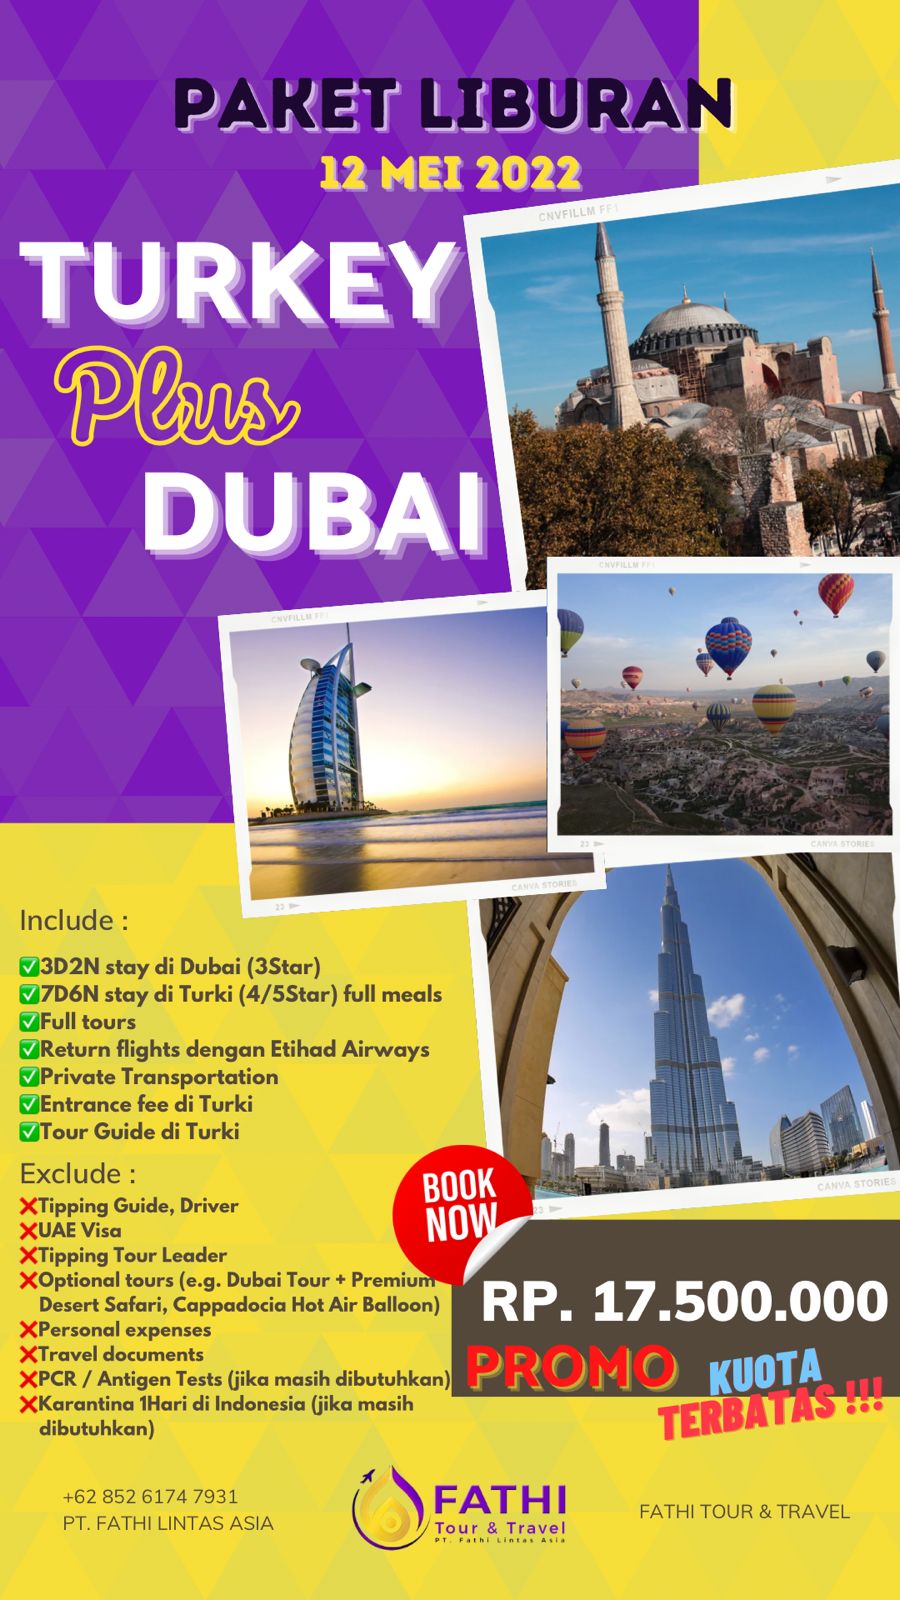 PAKET LIBURAN
12 MEI 2022
TURKEY
Plus
DUBAI
CNVFILLM FF1
CNVFILLM FF1
CNVFILLM FF1
23
CANVA STORIES
23
CANVA STORIES
23
CANVA STORIES
Include :
✅3D2N stay di Dubai (3Star)
✅7D6N stay di Turki (4/5Star) full meals
✅Full tours
✅Return flights dengan Etihad Airways
✅Private Transportation
✅Entrance fee di Turki
✅Tour Guide di Turki
Exclude :
❌Tipping Guide, Driver
❌UAE Visa
❌Tipping Tour Leader
❌Optional tours (e.g. Dubai Tour + Premium
Desert Safari, Cappadocia Hot Air Balloon)
❌Personal expenses
❌Travel documents
❌PCR / Antigen Tests (jika masih dibutuhkan)
❌Karantina 1Hari di Indonesia (jika masih
dibutuhkan)
BOOK
NOW
RP. 17.500.000
PROMO
KUOTA
TERBATAS !!!
+62 852 6174 7931
PT. FATHI LINTAS ASIA
FATHI
Tour & Travel
PT. Fathi Lintas Asia
FATHI TOUR & TRAVEL